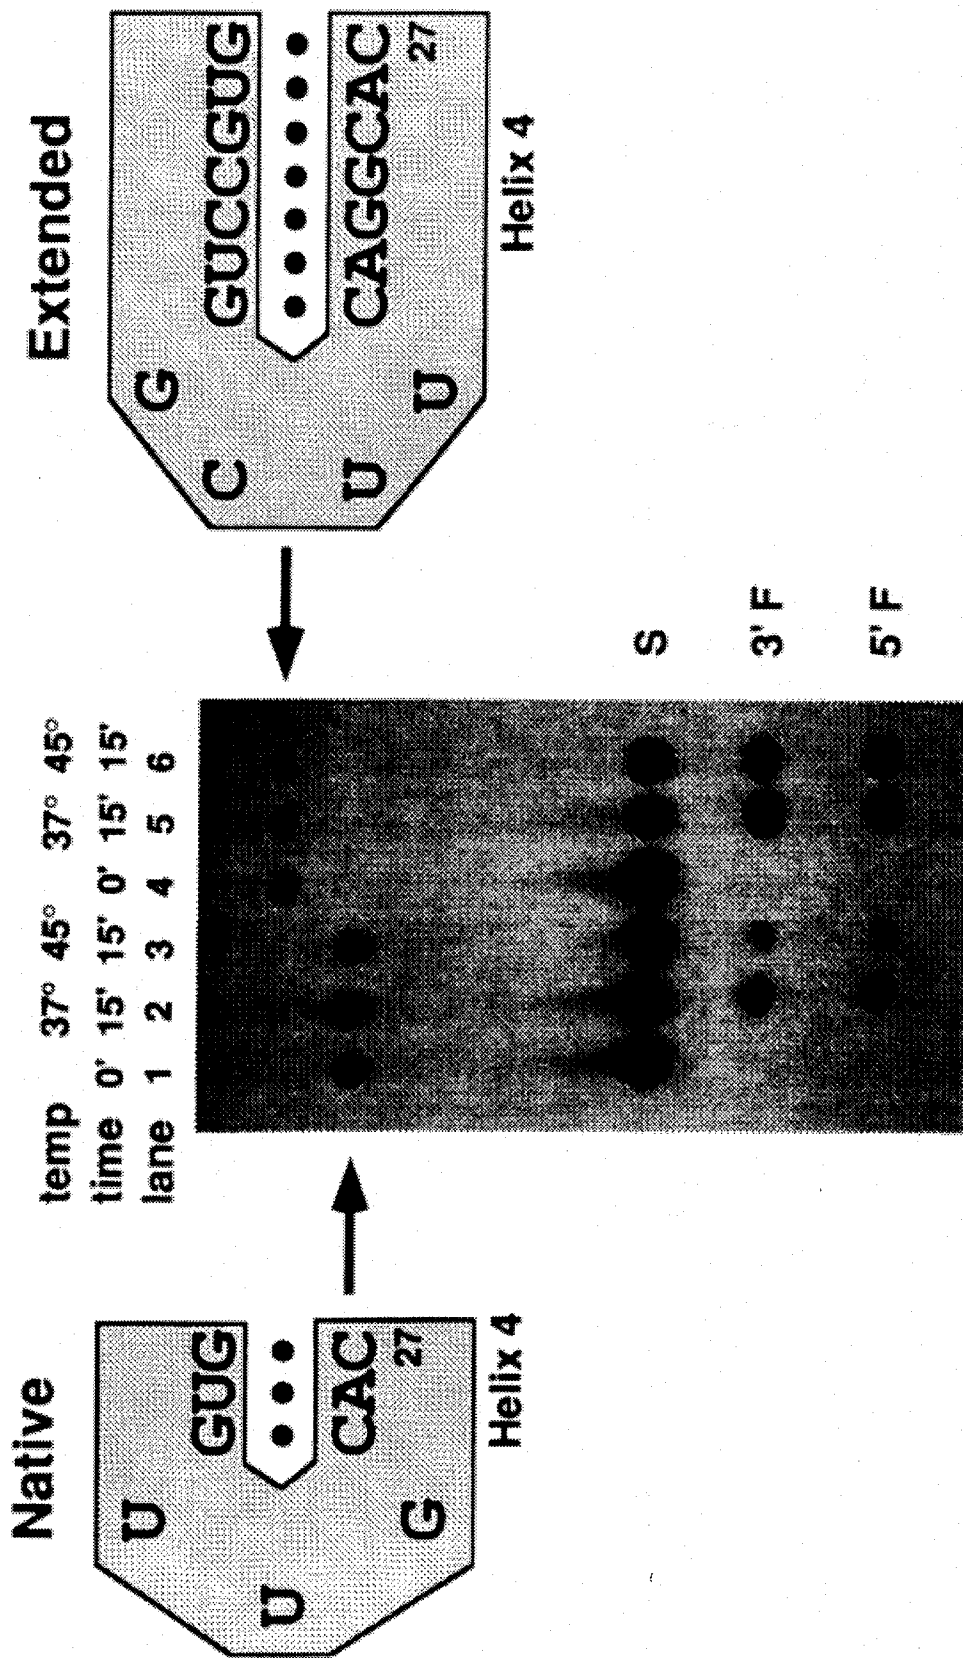 Native
U
GUG
U
CAC
G
27
Helix 4
temp 37° 45° 37° 45°
time 0' 15' 15' 0' 15' 15'
lane 1 2 3 4 5 6
S
3' F
5' F
Extended
G
C GUCCGUG
U CAGGCAC
U
27
Helix 4